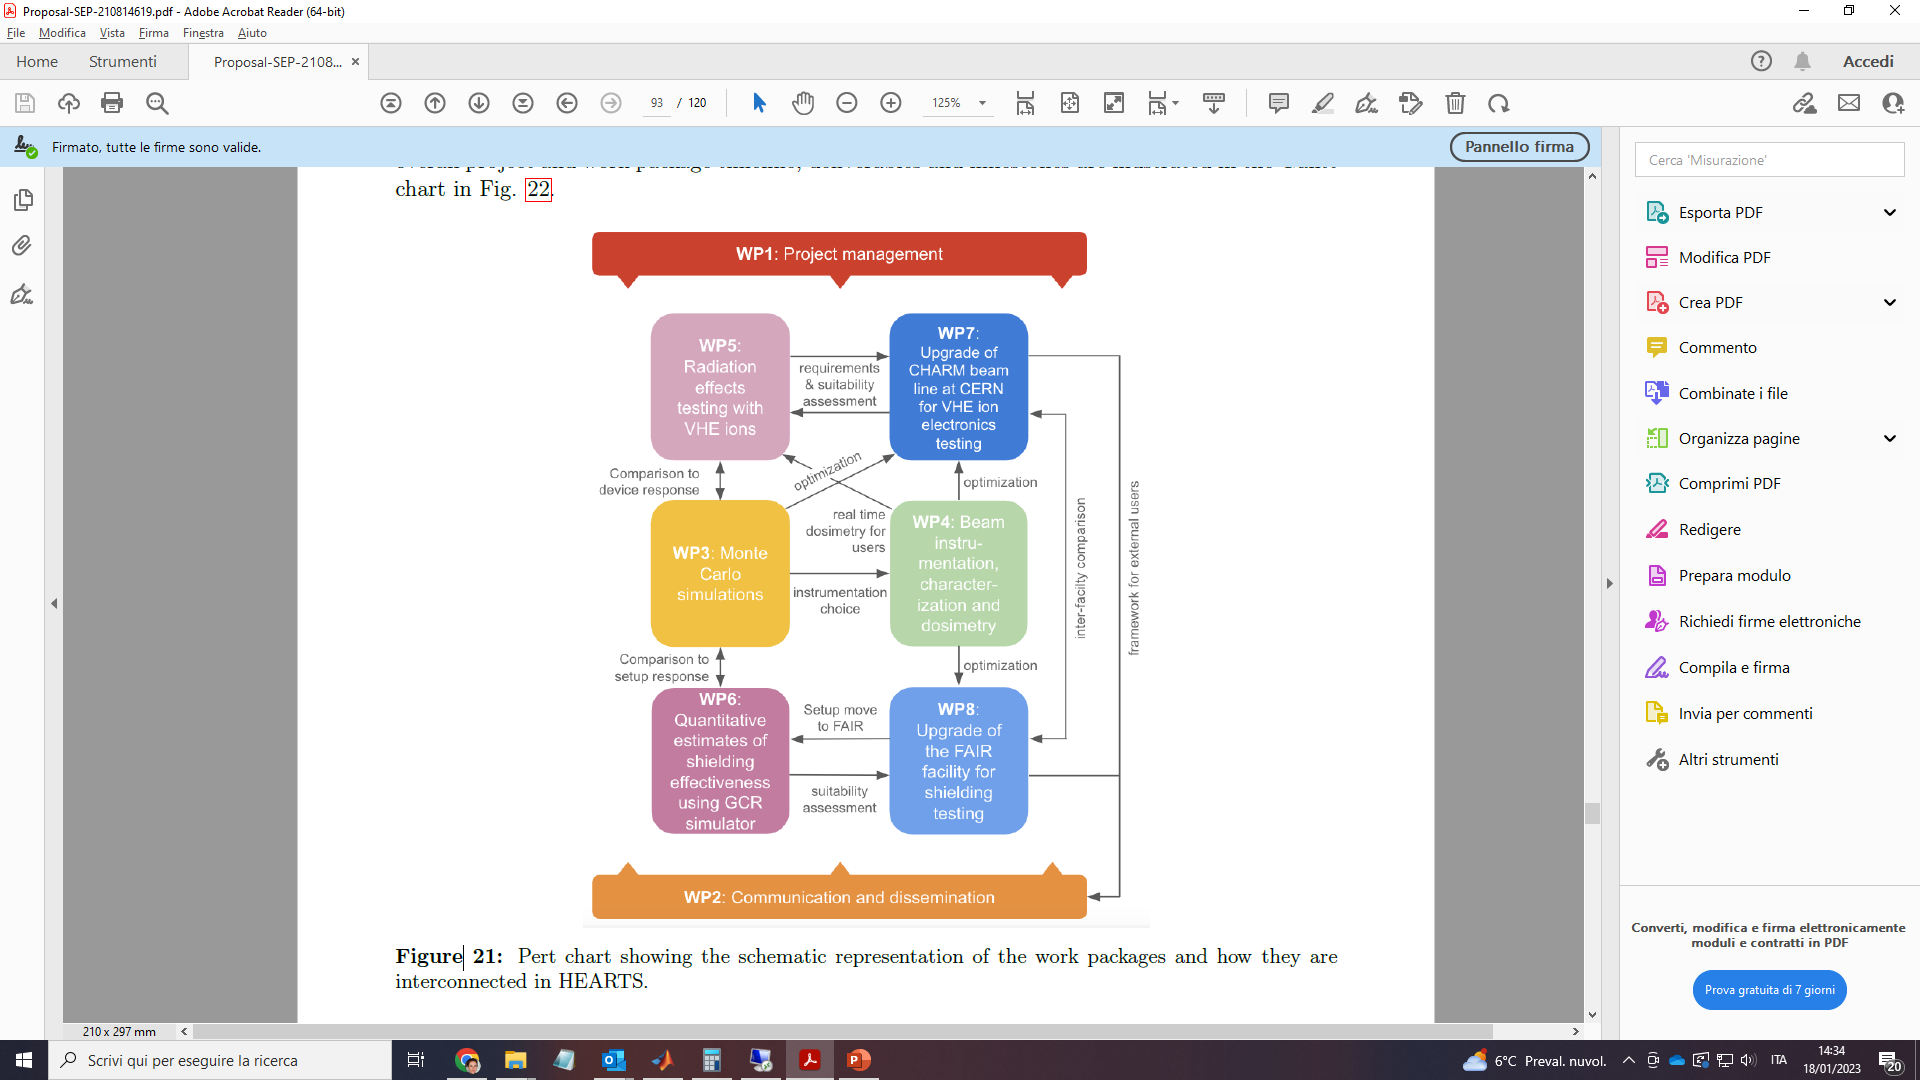 Proposal-SEP-210814619.pdf - Adobe Acrobat Reader (64-bit)
File Modifica Vista Firma Finestra Aiuto
Home Strumenti Proposal-SEP-2108... × Accedi
93 / 120 125%
Firmato, tutte le firme sono valide. Pannello firma
chart in Fig. 22.
WP1: Project management
WP5:
Radiation
effects
testing with
VHE ions
requirements
& suitability
assessment
WP7:
Upgrade of
CHARM beam
line at CERN
for VHE ion
electronics
testing
Comparison to
device response
optimization
optimization
real time
dosimetry for
users
WP3: Monte
Carlo
simulations
instrumentation
choice
WP4: Beam
instru-
mentation,
character-
ization and
dosimetry
inter-facilty comparison
framework for external users
Comparison to
setup response
optimization
WP6:
Quantitative
estimates of
shielding
effectiveness
using GCR
simulator
Setup move
to FAIR
suitability
assessment
WP8:
Upgrade of
the FAIR
facility for
shielding
testing
WP2: Communication and dissemination
Figure 21: Pert chart showing the schematic representation of the work packages and how they are
interconnected in HEARTS.
210 x 297 mm
Cerca 'Misurazione'
Esporta PDF
Modifica PDF
Crea PDF
Commento
Combinate i file
Organizza pagine
Comprimi PDF
Redigere
Prepara modulo
Richiedi firme elettroniche
Compila e firma
Invia per commenti
Altri strumenti
Converti, modifica e firma elettronicamente
moduli e contratti in PDF
Prova gratuita di 7 giorni
Scrivi qui per eseguire la ricerca
6°C Preval. nuvol. ITA
14:34
18/01/2023
20